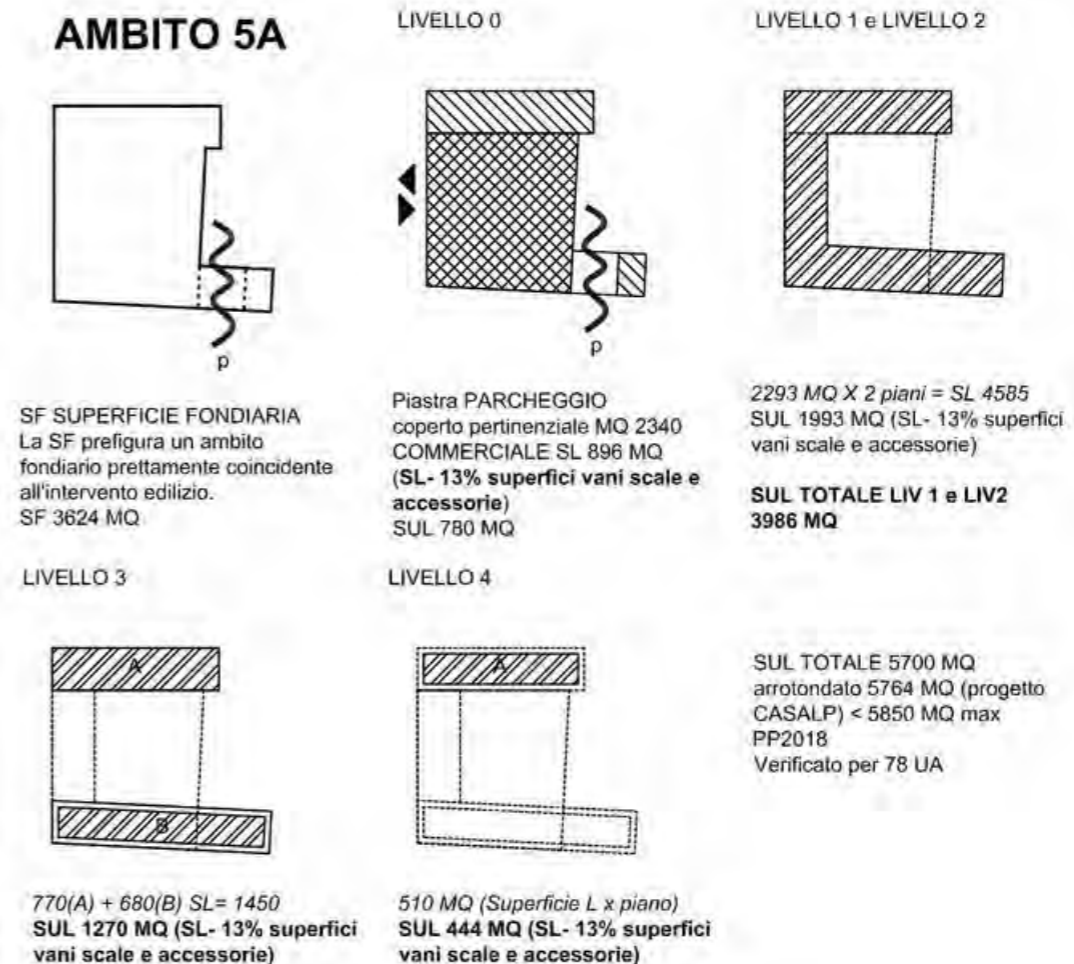 AMBITO 5A
LIVELLO 0
LIVELLO 1 e LIVELLO 2
p
p
SF SUPERFICIE FONDIARIA
La SF prefigura un ambito
fondiario prettamente coincidente
all'intervento edilizio.
SF 3624 MQ
Piastra PARCHEGGIO
coperto pertinenziale MQ 2340
COMMERCIALE SL 896 MQ
(SL- 13% superfici vani scale e
accessorie)
SUL 780 MQ
2293 MQ X 2 piani = SL 4585
SUL 1993 MQ (SL- 13% superfici
vani scale e accessorie)
SUL TOTALE LIV 1 e LIV2
3986 MQ
LIVELLO 3
LIVELLO 4
A
B
A
770(A) + 680(B) SL= 1450
SUL 1270 MQ (SL- 13% superfici
vani scale e accessorie)
510 MQ (Superficie L x piano)
SUL 444 MQ (SL- 13% superfici
vani scale e accessorie)
SUL TOTALE 5700 MQ
arrotondato 5764 MQ (progetto
CASALP) < 5850 MQ max
PP2018
Verificato per 78 UA